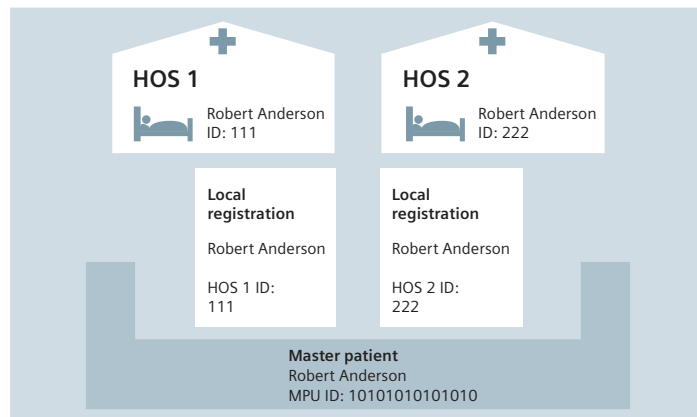 HOS 1
Robert Anderson
ID: 111
HOS 2
Robert Anderson
ID: 222
Local
registration
Robert Anderson
HOS 1 ID:
111
Local
registration
Robert Anderson
HOS 2 ID:
222
Master patient
Robert Anderson
MPU ID: 10101010101010